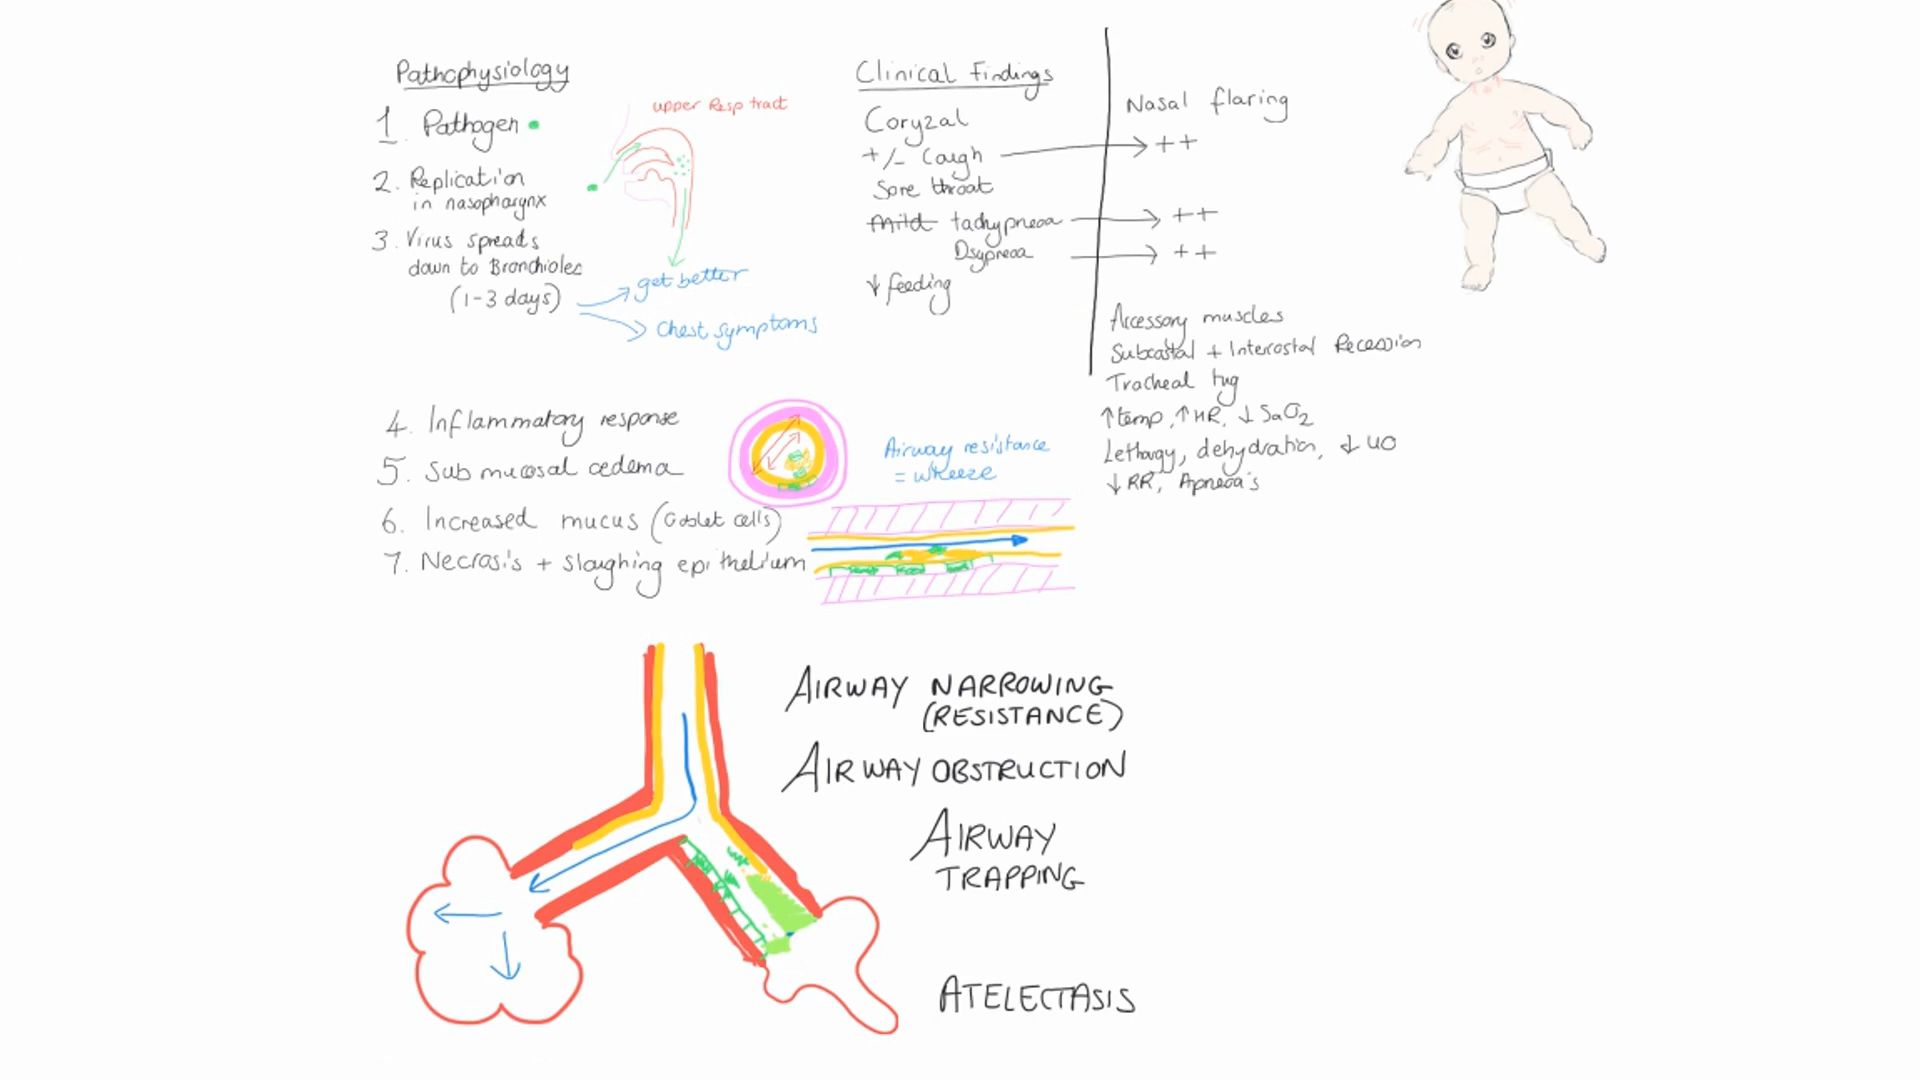 Pathophysiology
1. Pathogen
2. Replication
in nasopharynx
3. Virus spreads
down to Bronchioles
(1-3 days)
upper Resp tract
get better
Chest symptoms
4. Inflammatory response
5. Sub mucosal oedema
6. Increased mucus (Goblet cells)
7. Necrosis + sloughing epithelium
Airway resistance
= wheeze
Clinical Findings
Coryzal
+/- Cough
Sore throat
Mild tachypnoea
Dsypnoea
↓ feeding
Nasal flaring
++
++
++
Accessory muscles
Subcostal + Intercostal Recession
Tracheal tug
↑ temp, ↑ HR, ↓ SaO2
Lethargy, dehydration, ↓ UO
↓ RR, Apnoea's
AIRWAY NARROWING
(RESISTANCE)
AIRWAY OBSTRUCTION
AIRWAY
TRAPPING
ATELECTASIS